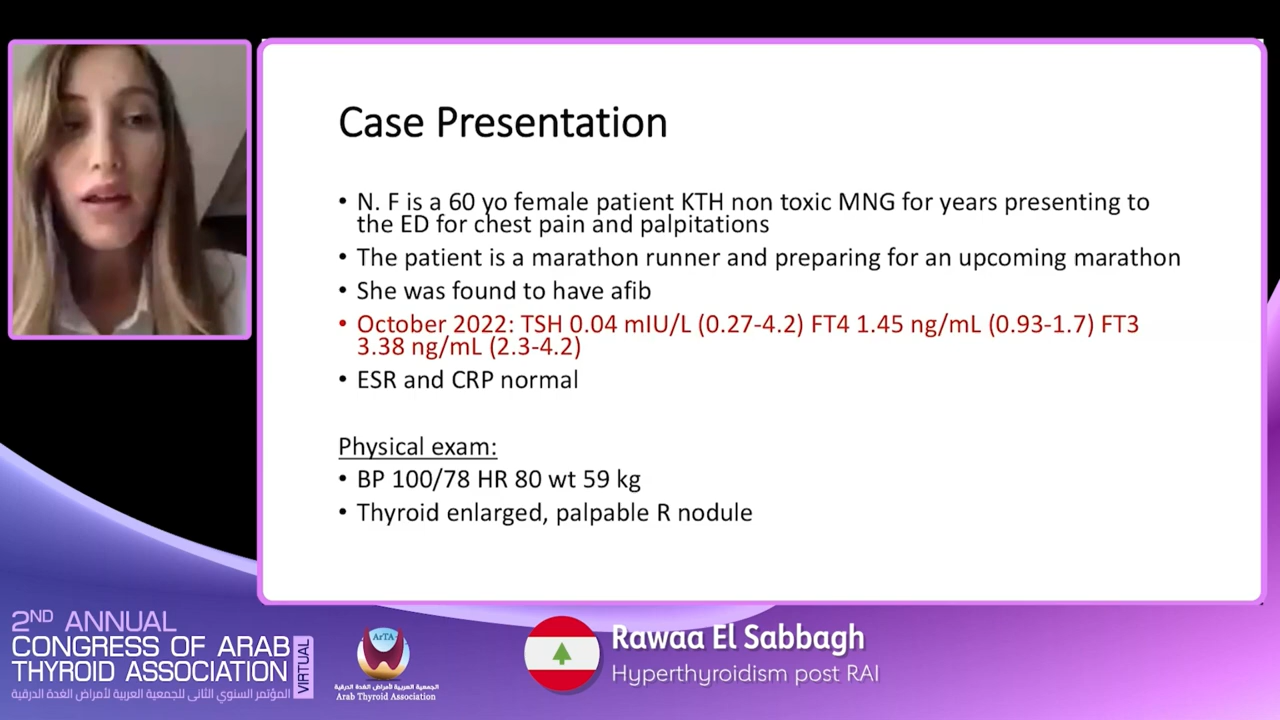 Case Presentation
• N. F is a 60 yo female patient KTH non toxic MNG for years presenting to
the ED for chest pain and palpitations
• The patient is a marathon runner and preparing for an upcoming marathon
• She was found to have afib
• October 2022: TSH 0.04 mIU/L (0.27-4.2) FT4 1.45 ng/mL (0.93-1.7) FT3
3.38 ng/mL (2.3-4.2)
• ESR and CRP normal
Physical exam:
• BP 100/78 HR 80 wt 59 kg
• Thyroid enlarged, palpable R nodule
2ND ANNUAL
CONGRESS OF ARAB
THYROID ASSOCIATION
VIRTUAL
المؤتمر السنوي الثاني للجمعية العربية لأمراض الغدة الدرقية
ArTA
الجمعية العربية لأمراض الغدة الدرقية
Arab Thyroid Association
Rawaa El Sabbagh
Hyperthyroidism post RAI